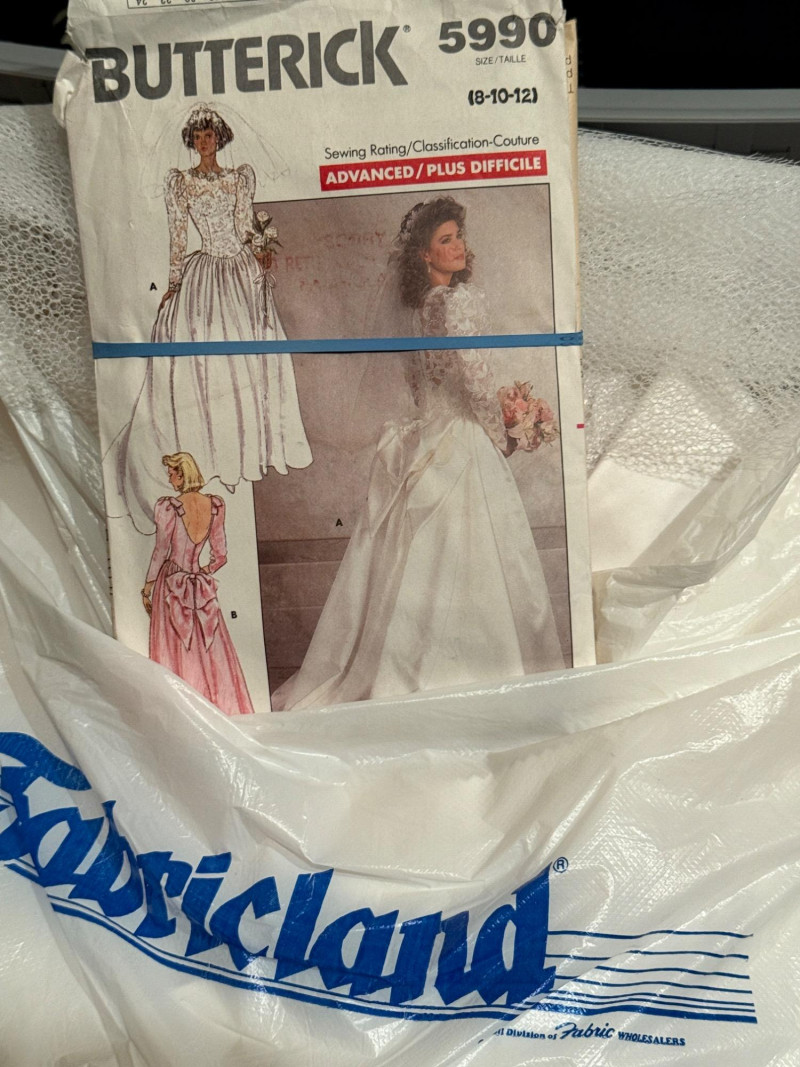 BUTTERICK®
5990
SIZE/TAILLE
(8-10-12)
Sewing Rating/Classification-Couture
ADVANCED/PLUS DIFFICILE
A
A
B
Fabricland®
Division of Fabric WHOLESALERS